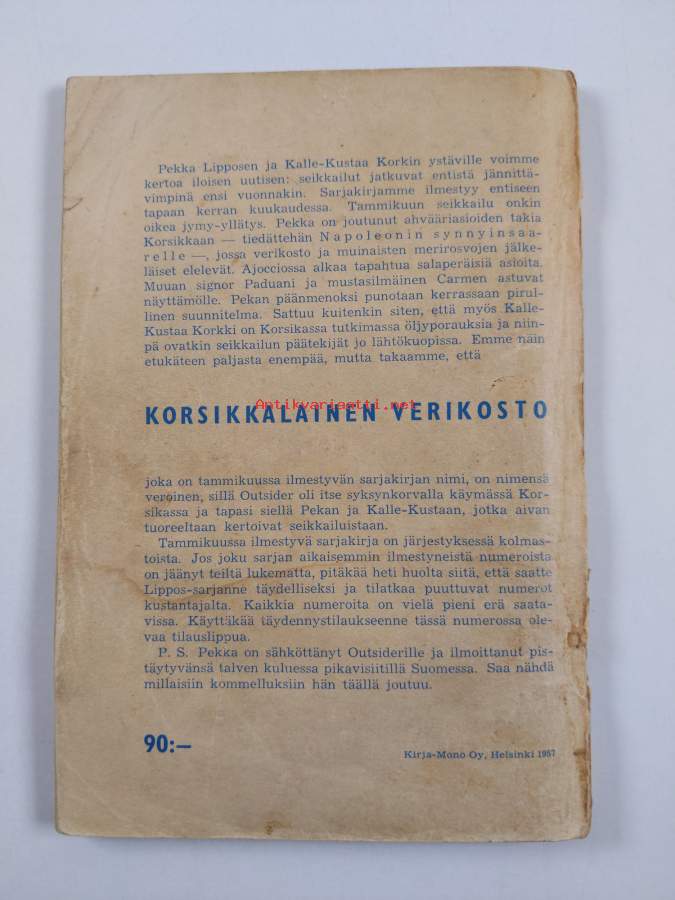 Pekka Lipposen ja Kalle-Kustaa Korkin ystäville voimme
kertoa iloisen uutisen: seikkailut jatkuvat entistä jännittä-
vimpinä ensi vuonnakin. Sarjakirjamme ilmestyy entiseen
tapaan kerran kuukaudessa. Tammikuun seikkailu onkin
oikea jymy-yllätys. Pekka on joutunut ahvääriasioiden takia
Korsikkaan — tiedättehän Napoleonin synnyinsaa-
relle —, jossa verikosto ja muinaisten merirosvojen jälke-
läiset elelevät. Ajocciossa alkaa tapahtua salaperäisiä asioita.
Muuan signor Paduani ja mustasilmäinen Carmen astuvat
näyttämölle. Pekan päänmenoksi punotaan kerrassaan pirul-
linen suunnitelma. Sattuu kuitenkin siten, että myös Kalle-
Kustaa Korkki on Korsikassa tutkimassa öljyporauksia ja niin-
pä ovatkin seikkailun päätekijät jo lähtökuopissa. Emme näin
etukäteen paljasta enempää, mutta takaamme, että
Antikvariaatti.net
KORSIKKALAINEN VERIKOSTO
joka on tammikuussa ilmestyvän sarjakirjan nimi, on nimensä
veroinen, sillä Outsider oli itse syksynkorvalla käymässä Kor-
sikassa ja tapasi siellä Pekan ja Kalle-Kustaan, jotka aivan
tuoreeltaan kertoivat seikkailuistaan.
Tammikuussa ilmestyvä sarjakirja on järjestyksessä kolmas-
toista. Jos joku sarjan aikaisemmin ilmestyneistä numeroista
on jäänyt teiltä lukematta, pitäkää heti huolta siitä, että saatte
Lippos-sarjanne täydelliseksi ja tilatkaa puuttuvat numerot
kustantajalta. Kaikkia numeroita on vielä pieni erä saata-
vissa. Käyttäkää täydennystilaukseenne tässä numerossa ole-
vaa tilauslippua.
P. S. Pekka on sähköttänyt Outsiderille ja ilmoittanut pis-
täytyvänsä talven kuluessa pikavisiitillä Suomessa. Saa nähdä
millaisiin kommelluksiin hän täällä joutuu.
90:—
Kirja-Mono Oy, Helsinki 1957